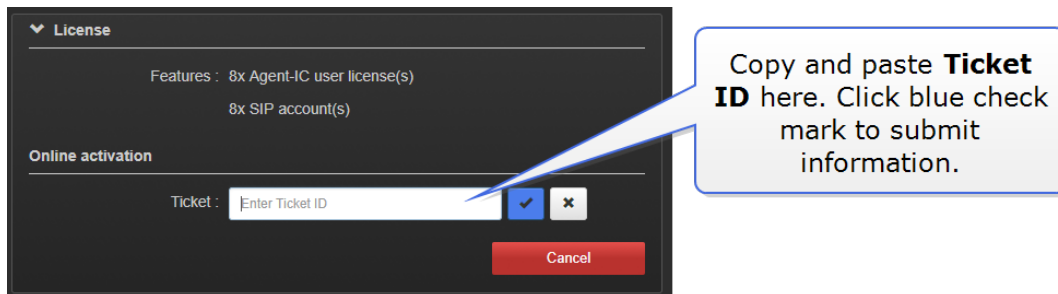 License
Features : 8x Agent-IC user license(s)
8x SIP account(s)
Online activation
Ticket : Enter Ticket ID
Cancel
Copy and paste Ticket
ID here. Click blue check
mark to submit
information.